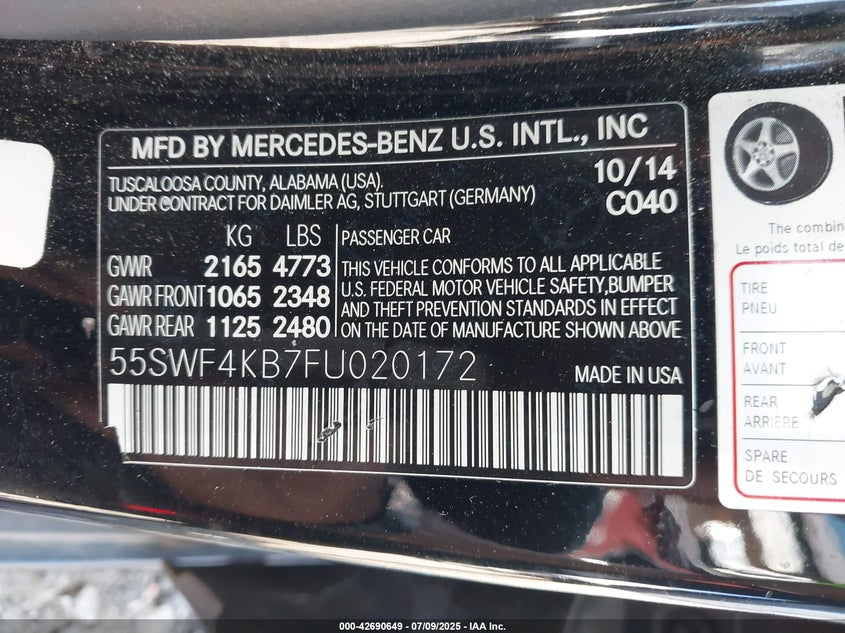 MFD BY MERCEDES-BENZ U.S. INTL., INC
TUSCALOOSA COUNTY, ALABAMA (USA).
UNDER CONTRACT FOR DAIMLER AG, STUTTGART (GERMANY)
10/14
C040
KG LBS
GWR 2165 4773
GAWR FRONT 1065 2348
GAWR REAR 1125 2480
PASSENGER CAR
THIS VEHICLE CONFORMS TO ALL APPLICABLE
U.S. FEDERAL MOTOR VEHICLE SAFETY,BUMPER
AND THEFT PREVENTION STANDARDS IN EFFECT
ON THE DATE OF MANUFACTURE SHOWN ABOVE
55SWF4KB7FU020172
MADE IN USA
The combin
Le poids total de
TIRE
PNEU
FRONT
AVANT
REAR
ARRIÈRE
SPARE
DE SECOURS
000-42690649 - 07/09/2025 - IAA Inc.